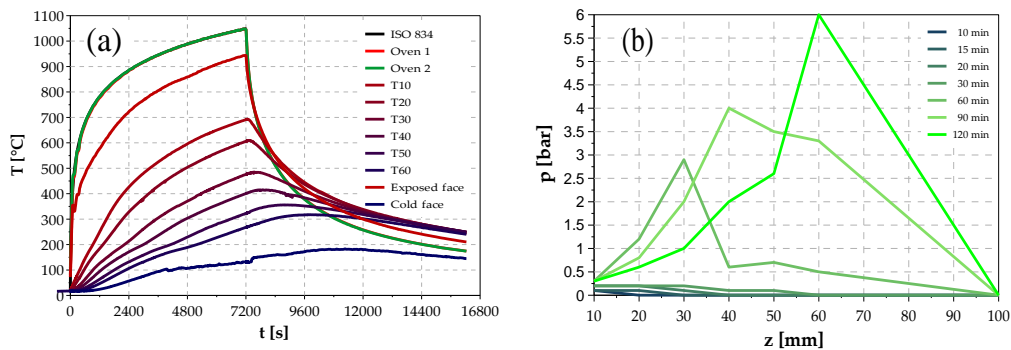 (a)
1100
1000
900
800
700
600
500
400
300
200
100
0
T [°C]
0 2400 4800 7200 9600 12000 14400 16800
t [s]
ISO 834
Oven 1
Oven 2
T10
T20
T30
T40
T50
T60
Exposed face
Cold face
(b)
6
5.5
5
4.5
4
3.5
3
2.5
2
1.5
1
0.5
0
p [bar]
10 20 30 40 50 60 70 80 90 100
z [mm]
10 min
15 min
20 min
30 min
60 min
90 min
120 min